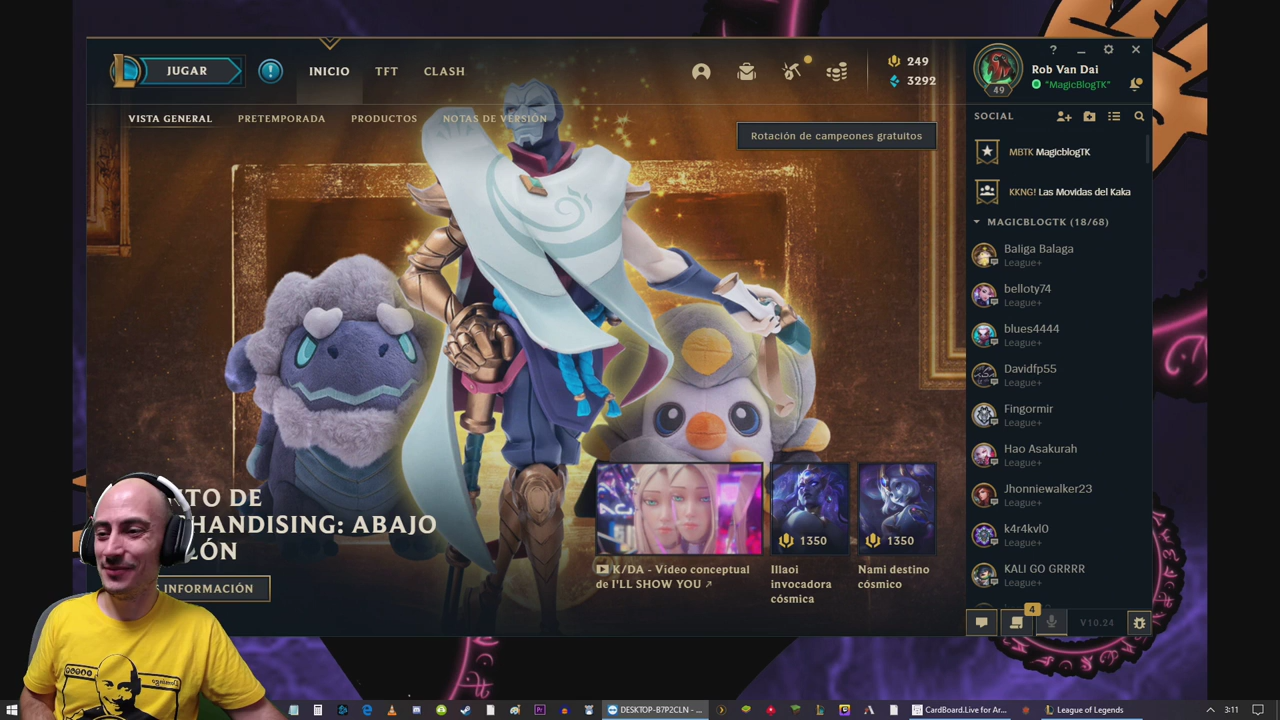 JUGAR
INICIO
TFT
CLASH
249
3292
?
49
Rob Van Dai
"MagicBlogTK"
VISTA GENERAL
PRETEMPORADA
PRODUCTOS
NOTAS DE VERSIÓN
Rotación de campeones gratuitos
SOCIAL
MBTK MagicblogTK
KKNG! Las Movidas del Kaka
MAGICBLOGTK (18/68)
Baliga Balaga
League+
belloty74
League+
blues4444
League+
Davidfp55
League+
Fingormir
League+
Hao Asakurah
League+
Jhonniewalker23
League+
k4r4kvl0
League+
KALI GO GRRRR
League+
TO DE
HANDISING: ABAJO
ÓN
INFORMACIÓN
K/DA - Video conceptual
de I'LL SHOW YOU
1350
Illaoi
invocadora
cósmica
1350
Nami destino
cósmico
4
V10.24
DESKTOP-B7P2CLN - ...
CardBoard.Live for Ar...
League of Legends
3:11